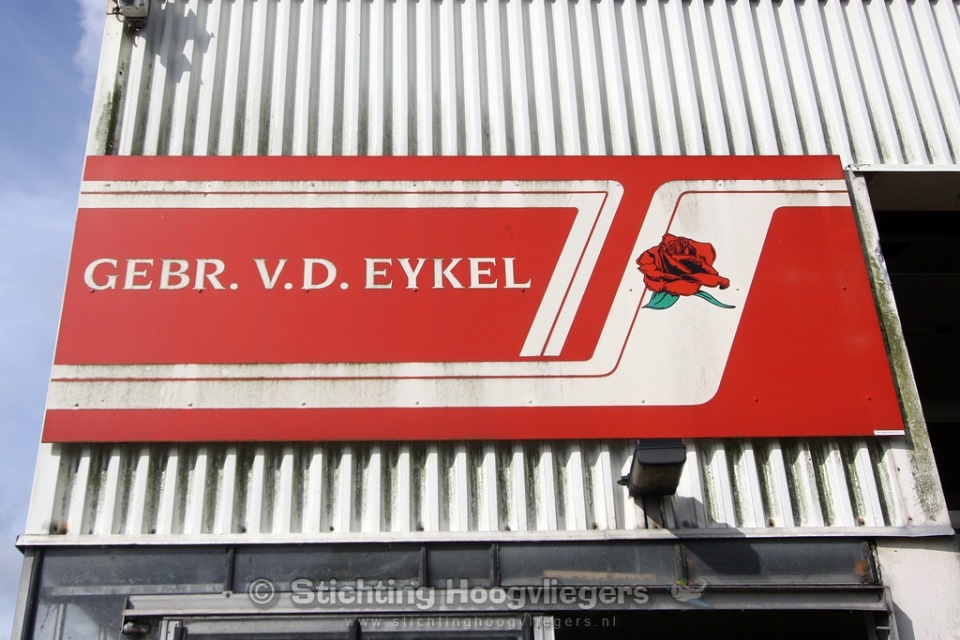 GEBR. V.D. EYKEL
© Stichting Hoogvliegers
www.stichtinghoogvliegers.nl